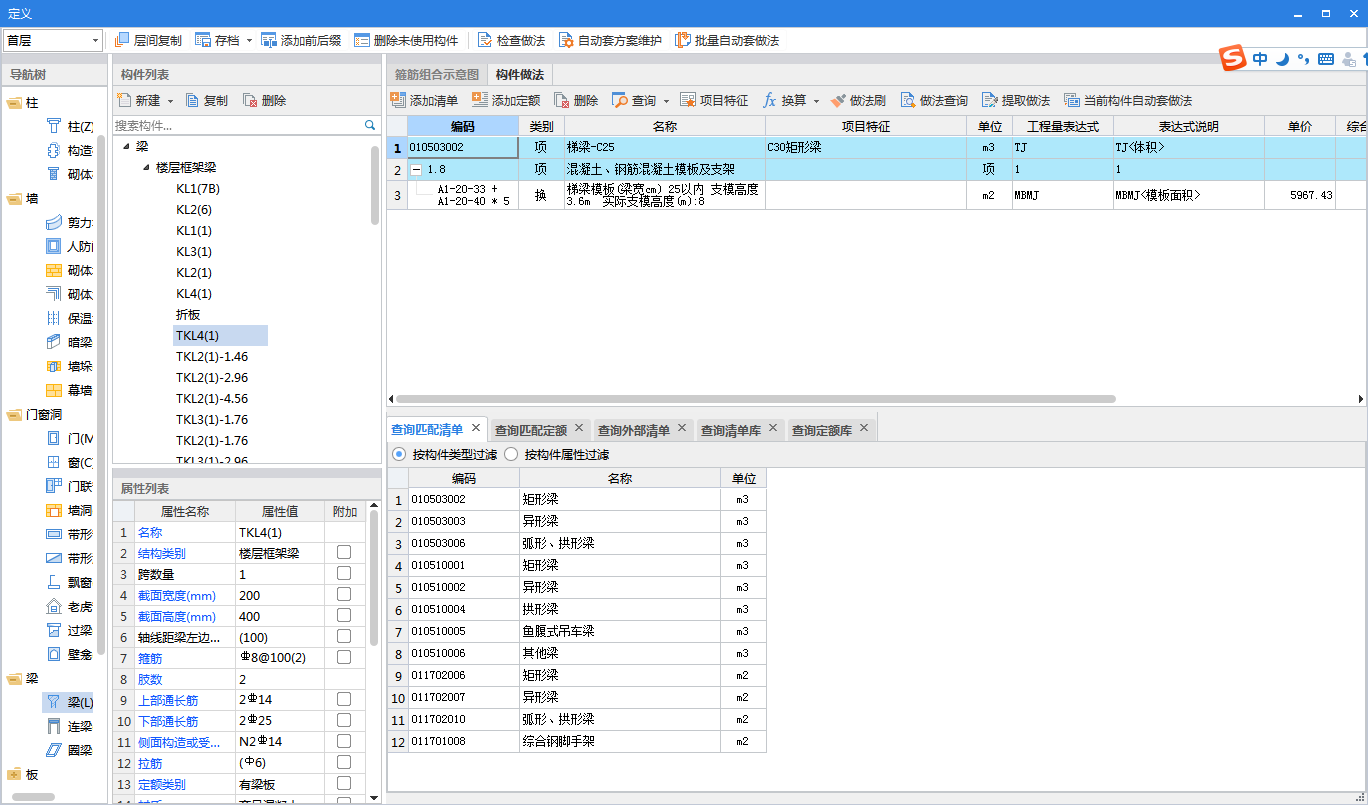 定义
首层 层间复制 存档 添加前后缀 删除未使用构件 检查做法 自动套方案维护 批量自动套做法
中
导航树
柱
柱(Z)
构造
砌体
墙
剪力
人防
砌体
砌体
保温
暗梁
墙垛
幕墙
门窗洞
门(M
窗(C)
门联
墙洞
带形
带形
飘窗
老虎
过梁
壁龛
梁
梁(L)
连梁
圈梁
板
构件列表
新建 复制 删除
搜索构件...
梁
楼层框架梁
KL1(7B)
KL2(6)
KL1(1)
KL3(1)
KL2(1)
KL4(1)
折板
TKL4(1)
TKL2(1)-1.46
TKL2(1)-2.96
TKL2(1)-4.56
TKL3(1)-1.76
TKL2(1)-1.76
TKL3(1)-2.96
属性列表
属性名称 属性值 附加
1 名称 TKL4(1)
2 结构类别 楼层框架梁
3 跨数量 1
4 截面宽度(mm) 200
5 截面高度(mm) 400
6 轴线距梁左边... (100)
7 箍筋 8@100(2)
8 肢数 2
9 上部通长筋 2⌀14
10 下部通长筋 2⌀25
11 侧面构造或受... N2⌀14
12 拉筋 (⌀6)
13 定额类别 有梁板
箍筋组合示意图 构件做法
添加清单 添加定额 删除 查询 项目特征 fx 换算 做法刷 做法查询 提取做法 当前构件自动套做法
编码 类别 名称 项目特征 单位 工程量表达式 表达式说明 单价 综合
1 010503002 项 梯梁-C25 C30矩形梁 m3 TJ TJ<体积>
2 1.8 混凝土、钢筋混凝土模板及支架 项 1 1
3 A1-20-33 + A1-20-40 * 5 换 梯梁模板(梁宽cm) 25以内 支模高度 3.6m 实际支模高度(m):8 m2 MBMJ MBMJ<模板面积> 5967.43
查询匹配清单 查询匹配定额 查询外部清单 查询清单库 查询定额库
按构件类型过滤 按构件属性过滤
编码 名称 单位
1 010503002 矩形梁 m3
2 010503003 异形梁 m3
3 010503006 弧形、拱形梁 m3
4 010510001 矩形梁 m3
5 010510002 异形梁 m3
6 010510004 拱形梁 m3
7 010510005 鱼腹式吊车梁 m3
8 010510006 其他梁 m3
9 011702006 矩形梁 m2
10 011702007 异形梁 m2
11 011702010 弧形、拱形梁 m2
12 011701008 综合钢脚手架 m2